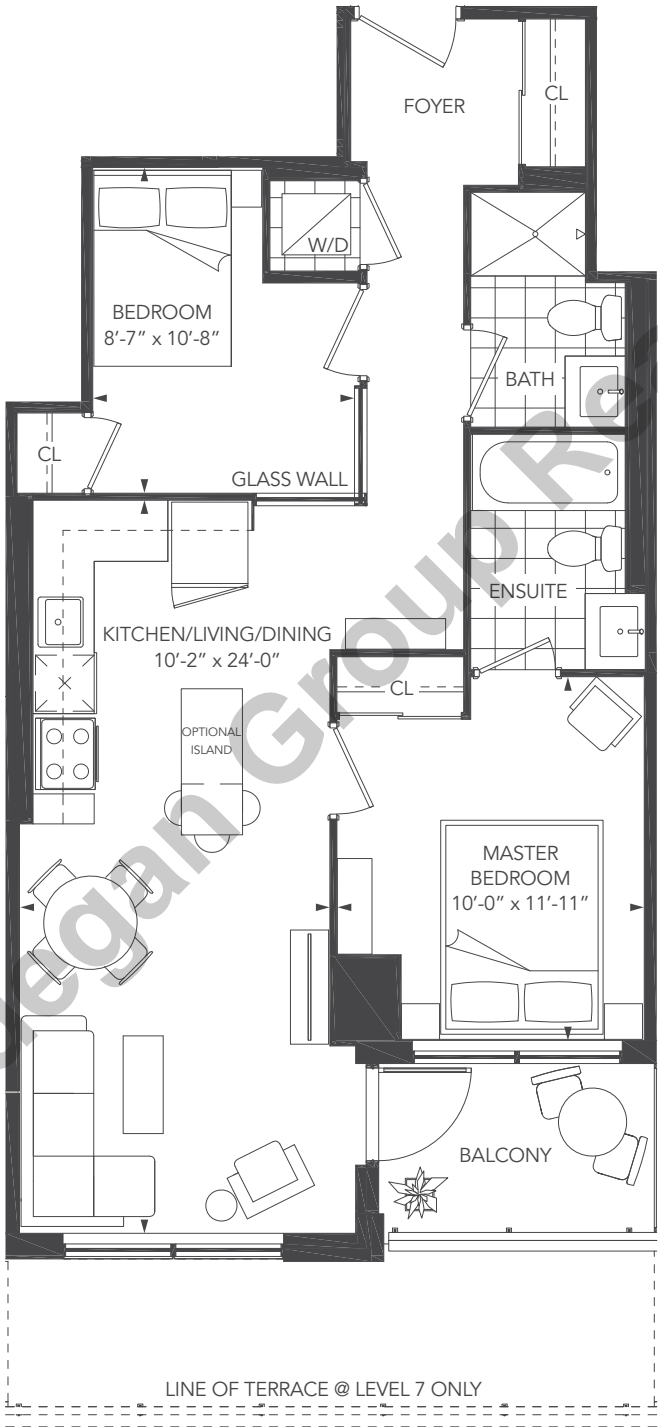 FOYER
CL
W/D
BEDROOM
8'-7" x 10'-8"
BATH
CL
GLASS WALL
ENSUITE
KITCHEN/LIVING/DINING
10'-2" x 24'-0"
CL
OPTIONAL
ISLAND
MASTER
BEDROOM
10'-0" x 11'-11"
BALCONY
LINE OF TERRACE @ LEVEL 7 ONLY
Group